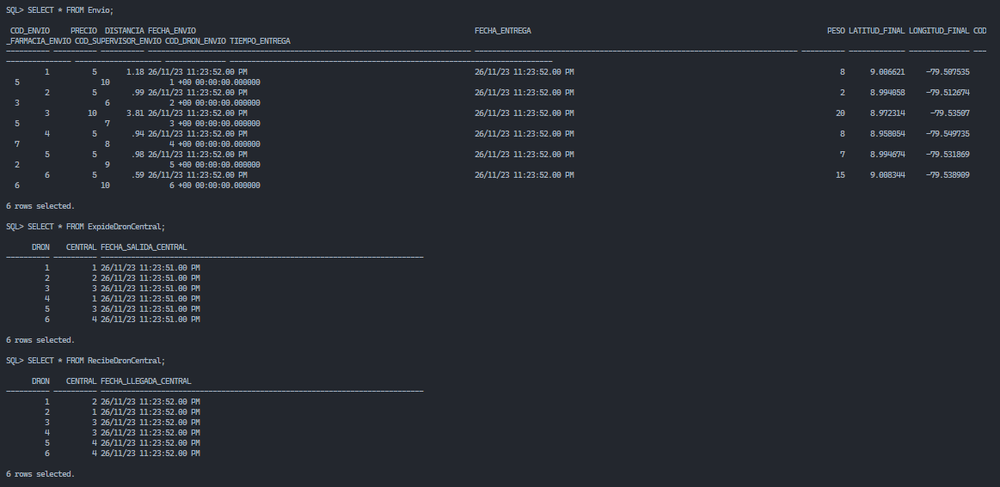 SQL> SELECT * FROM Envio;
COD_ENVIO PRECIO DISTANCIA FECHA_ENVIO FECHA_ENTREGA PESO LATITUD_FINAL LONGITUD_FINAL COD
_FARMACIA_ENVIO COD_SUPERVISOR_ENVIO COD_DRON_ENVIO TIEMPO_ENTREGA
1 5 1.18 26/11/23 11:23:52.00 PM 26/11/23 11:23:52.00 PM 8 9.006621 -79.507535
5 10 1 +00 00:00:00.000000
2 5 .99 26/11/23 11:23:52.00 PM 26/11/23 11:23:52.00 PM 2 8.994058 -79.512674
3 6 2 +00 00:00:00.000000
3 10 3.81 26/11/23 11:23:52.00 PM 26/11/23 11:23:52.00 PM 20 8.972314 -79.53507
5 7 3 +00 00:00:00.000000
4 5 .94 26/11/23 11:23:52.00 PM 26/11/23 11:23:52.00 PM 8 8.958054 -79.549735
7 8 4 +00 00:00:00.000000
5 5 .98 26/11/23 11:23:52.00 PM 26/11/23 11:23:52.00 PM 7 8.994674 -79.531869
2 9 5 +00 00:00:00.000000
6 5 .59 26/11/23 11:23:52.00 PM 26/11/23 11:23:52.00 PM 15 9.008344 -79.538909
6 10 6 +00 00:00:00.000000
6 rows selected.
SQL> SELECT * FROM ExpideDronCentral;
DRON CENTRAL FECHA_SALIDA_CENTRAL
1 1 26/11/23 11:23:51.00 PM
2 2 26/11/23 11:23:51.00 PM
3 3 26/11/23 11:23:51.00 PM
4 1 26/11/23 11:23:51.00 PM
5 3 26/11/23 11:23:51.00 PM
6 4 26/11/23 11:23:51.00 PM
6 rows selected.
SQL> SELECT * FROM RecibeDronCentral;
DRON CENTRAL FECHA_LLEGADA_CENTRAL
1 2 26/11/23 11:23:52.00 PM
2 1 26/11/23 11:23:52.00 PM
3 3 26/11/23 11:23:52.00 PM
4 3 26/11/23 11:23:52.00 PM
5 4 26/11/23 11:23:52.00 PM
6 4 26/11/23 11:23:52.00 PM
6 rows selected.